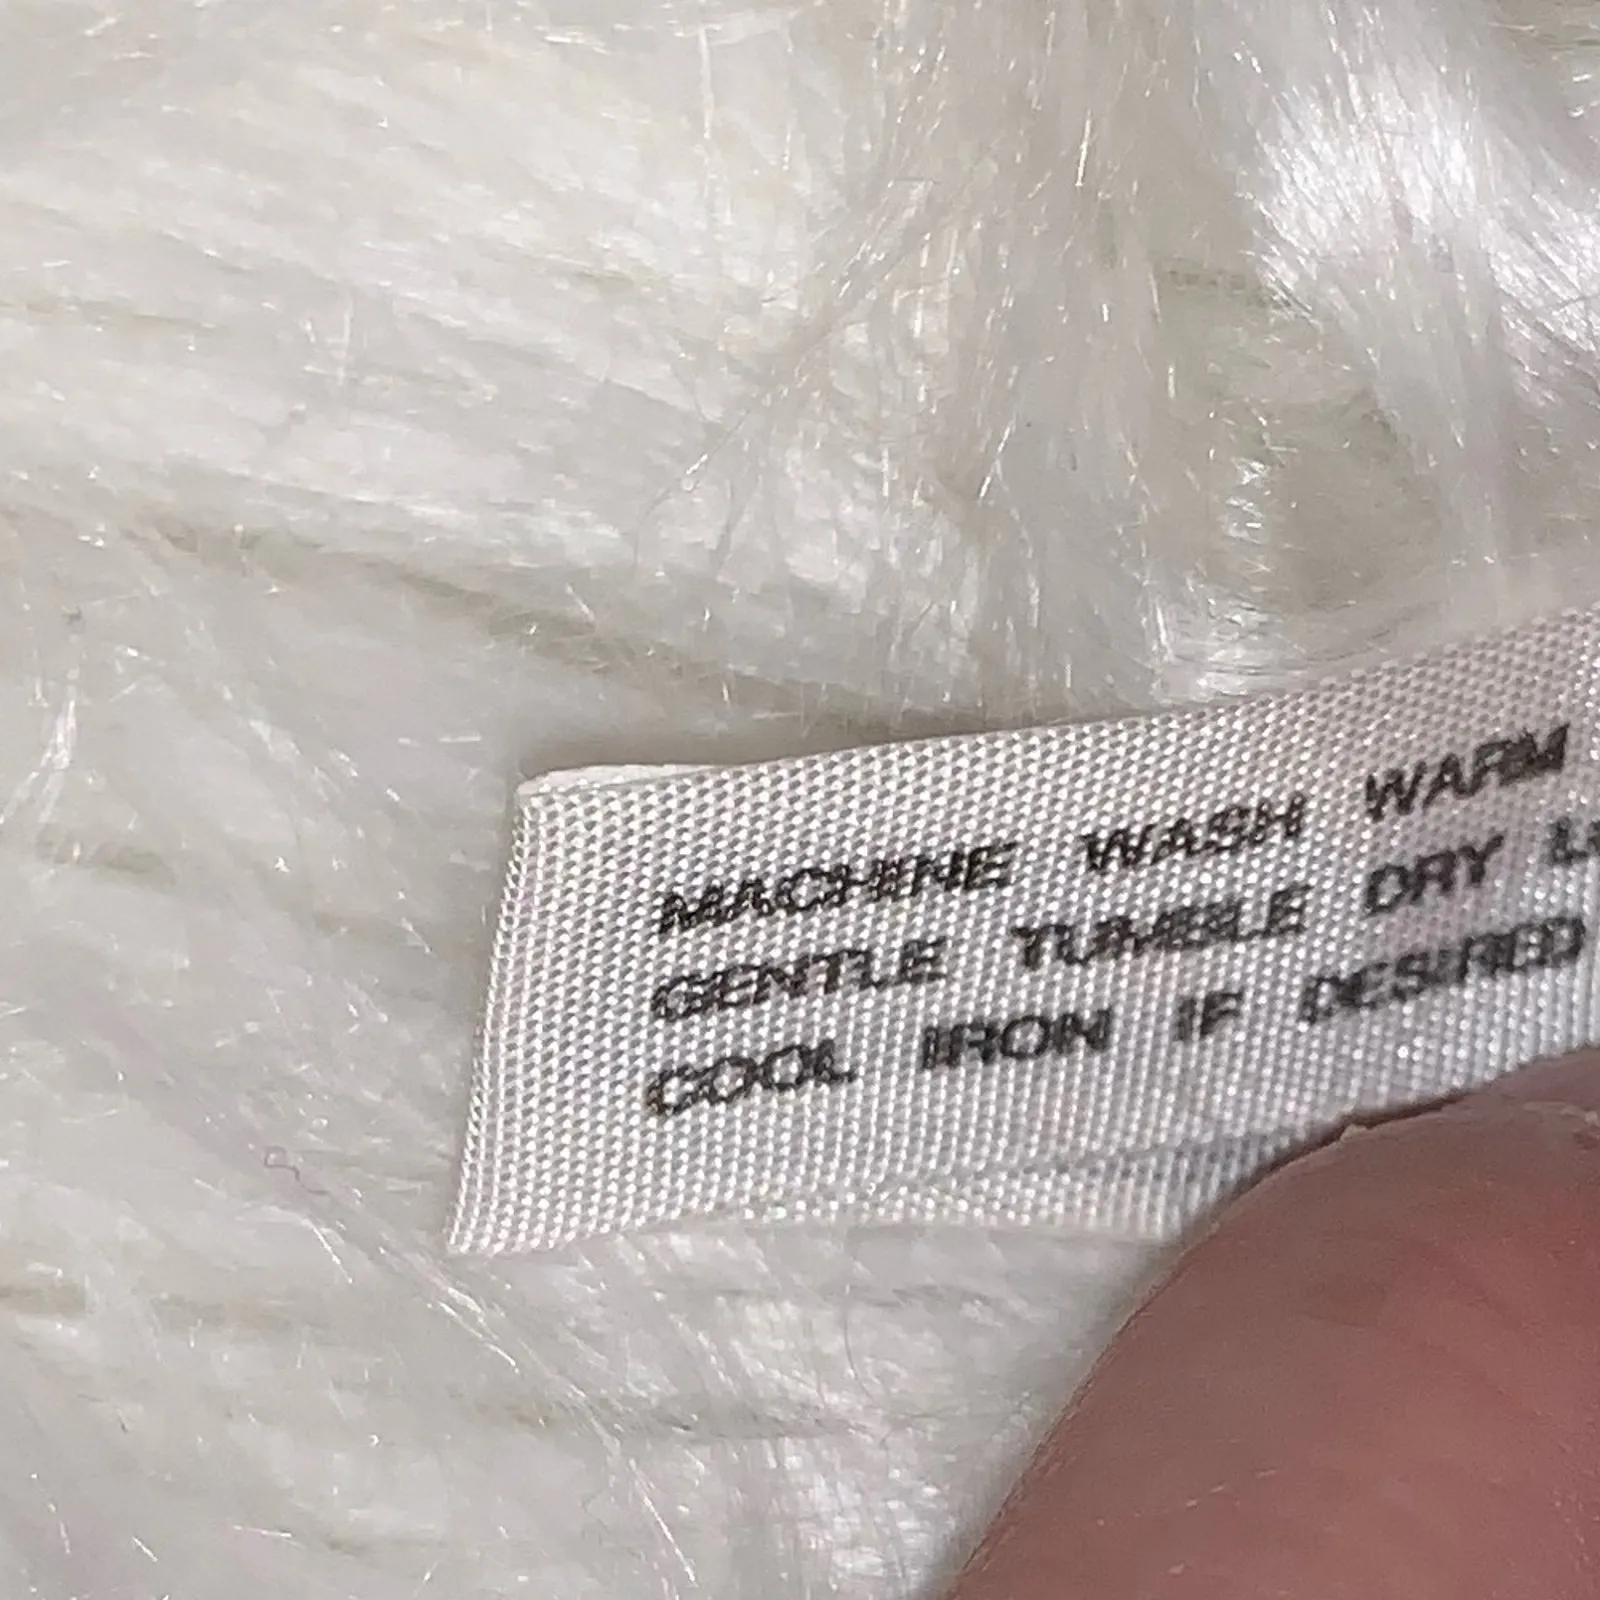 MACHINE WASH WARM
GENTLE TUMBLE DRY
COOL IRON IF DESIRED